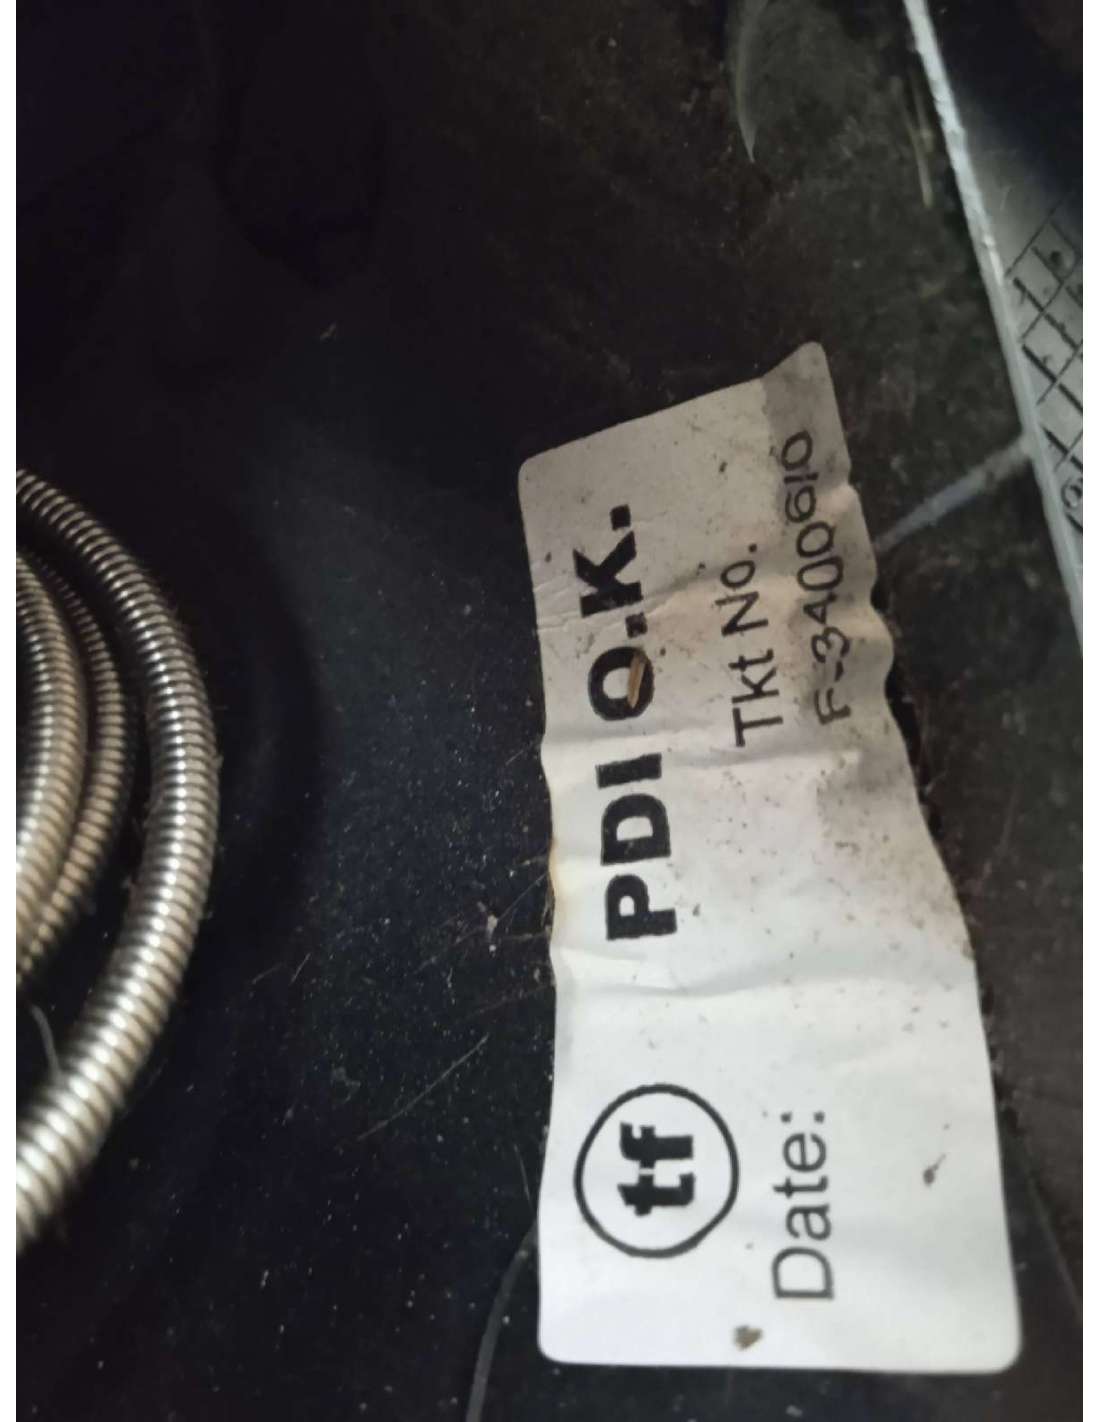 tf PDI O.K.
Date: Tkt No.
F-3400610